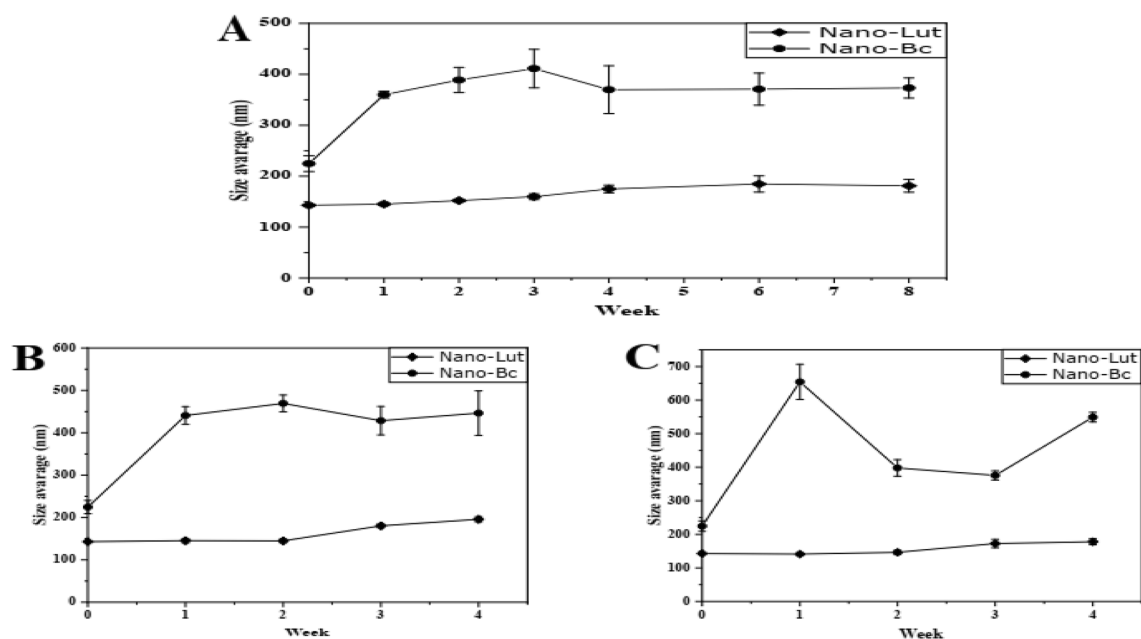 A
Nano-Lut
Nano-Bc
500
400
300
200
100
0
Size avarage (nm)
0 1 2 3 4 5 6 7 8
Week
B
Nano-Lut
Nano-Bc
600
500
400
300
200
100
0
Size avarage (nm)
0 1 2 3 4
Week
C
Nano-Lut
Nano-Bc
700
600
500
400
300
200
100
0
Size avarage (nm)
0 1 2 3 4
Week